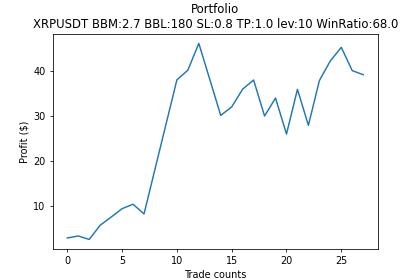 Portfolio
XRPUSDT BBM:2.7 BBL:180 SL:0.8 TP:1.0 lev:10 WinRatio:68.0
Profit ($)
40
30
20
10
0
5
10
15
20
25
Trade counts